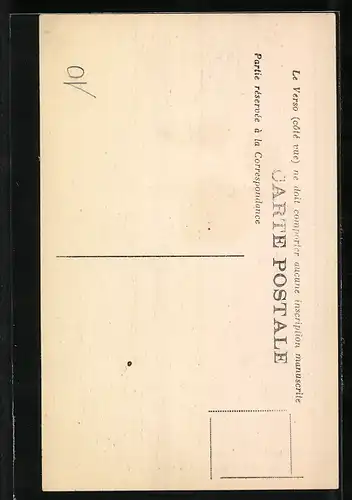 Le Verso (côté vue) ne doit comporter aucune inscription manuscrite
CARTE POSTALE
Partie réservée à la Correspondance